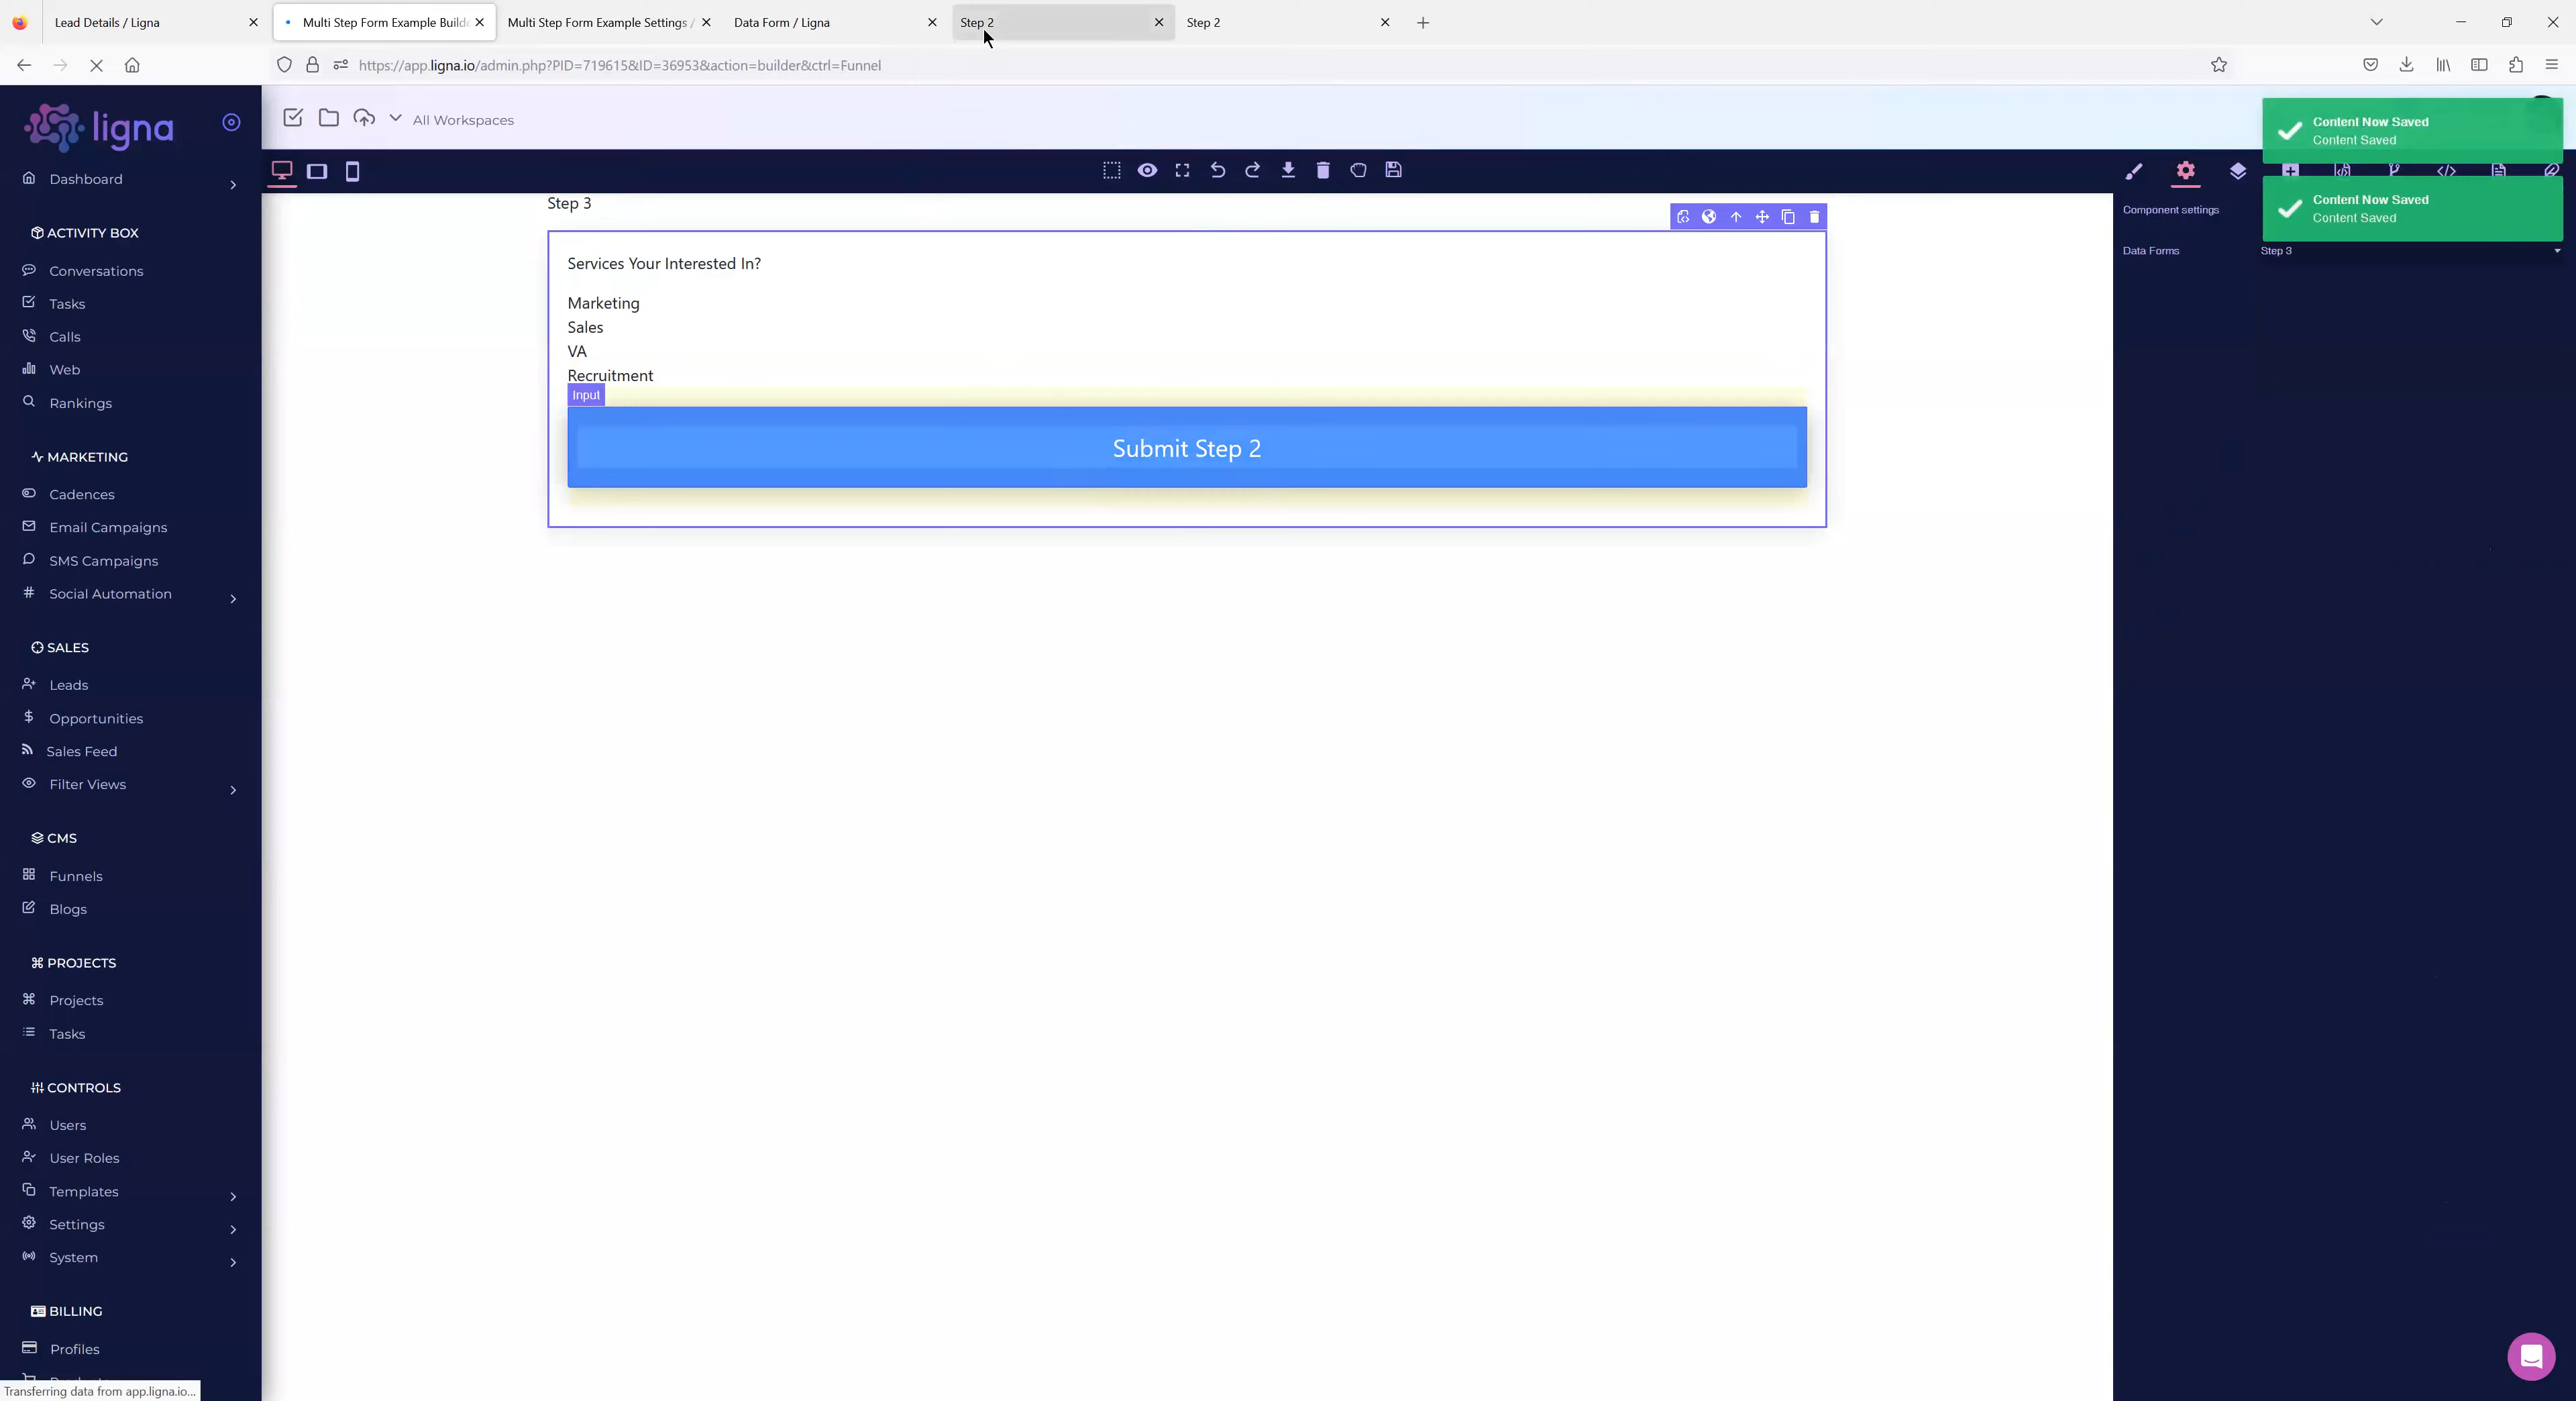 Lead Details / Ligna
Multi Step Form Example Builde
Multi Step Form Example Settings /
Data Form / Ligna
Step 2
Step 2
https://app.ligna.io/admin.php?PID=719615&ID=36953&action=builder&ctrl=Funnel
ligna
All Workspaces
Content Now Saved
Content Saved
Content Now Saved
Content Saved
Dashboard
ACTIVITY BOX
Conversations
Tasks
Calls
Web
Rankings
MARKETING
Cadences
Email Campaigns
SMS Campaigns
Social Automation
SALES
Leads
Opportunities
Sales Feed
Filter Views
CMS
Funnels
Blogs
PROJECTS
Projects
Tasks
CONTROLS
Users
User Roles
Templates
Settings
System
BILLING
Profiles
Transferring data from app.ligna.io...
Step 3
Services Your Interested In?
Marketing
Sales
VA
Recruitment
Input
Submit Step 2
Component settings
Data Forms
Step 3